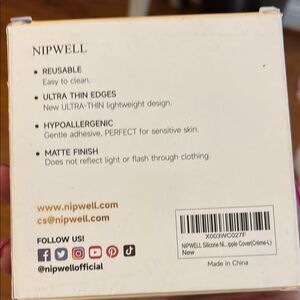 NIPWELL
• REUSABLE
Easy to clean.
• ULTRA THIN EDGES
New ULTRA-THIN lightweight design.
• HYPOALLERGENIC
Gentle adhesive, PERFECT for sensitive skin.
• MATTE FINISH
Does not reflect light or flash through clothing.
www.nipwell.com
cs@nipwell.com
X003WC027F
NIPWELL Silicone Ni...ipple Cover(Crème-L)
New
FOLLOW US!
@nipwellofficial
Made In China